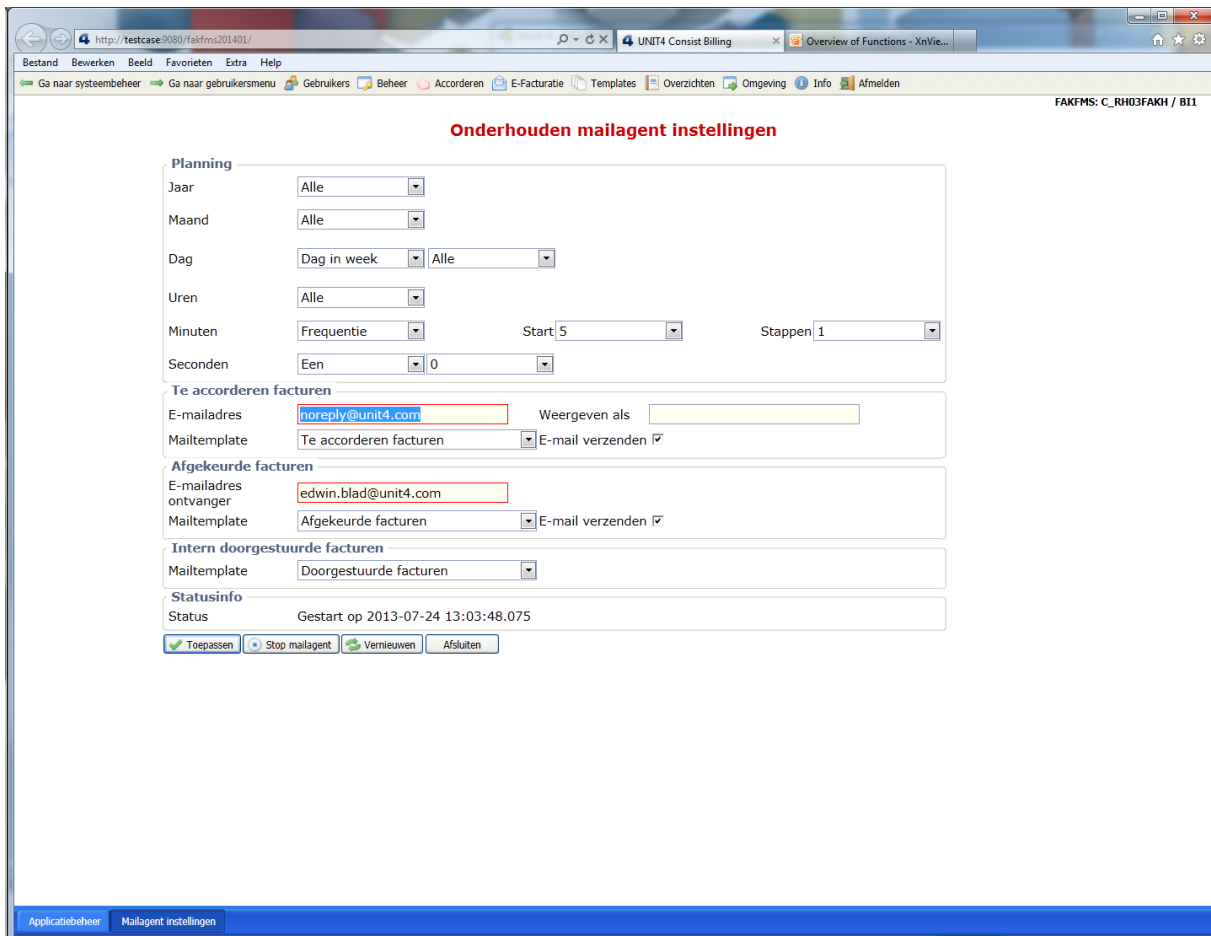 http://testcase:9080/fakfms201401/
UNIT4 Consist Billing
Overview of Functions - XnVie...
Bestand Bewerken Beeld Favorieten Extra Help
Ga naar systeembeheer Ga naar gebruikersmenu Gebruikers Beheer Accorderen E-Facturatie Templates Overzichten Omgeving Info Afmelden
FAKFMS: C_RH03FAKH / BI1
Onderhouden mailagent instellingen
Planning
Jaar Alle
Maand Alle
Dag Dag in week Alle
Uren Alle
Minuten Frequentie Start 5 Stappen 1
Seconden Een 0
Te accorderen facturen
E-mailadres noreply@unit4.com Weergeven als
Mailtemplate Te accorderen facturen E-mail verzenden
Afgekeurde facturen
E-mailadres ontvanger edwin.blad@unit4.com
Mailtemplate Afgekeurde facturen E-mail verzenden
Intern doorgestuurde facturen
Mailtemplate Doorgestuurde facturen
Statusinfo
Status Gestart op 2013-07-24 13:03:48.075
Toepassen Stop mailagent Vernieuwen Afsluiten
Applicatiebeheer Mailagent instellingen